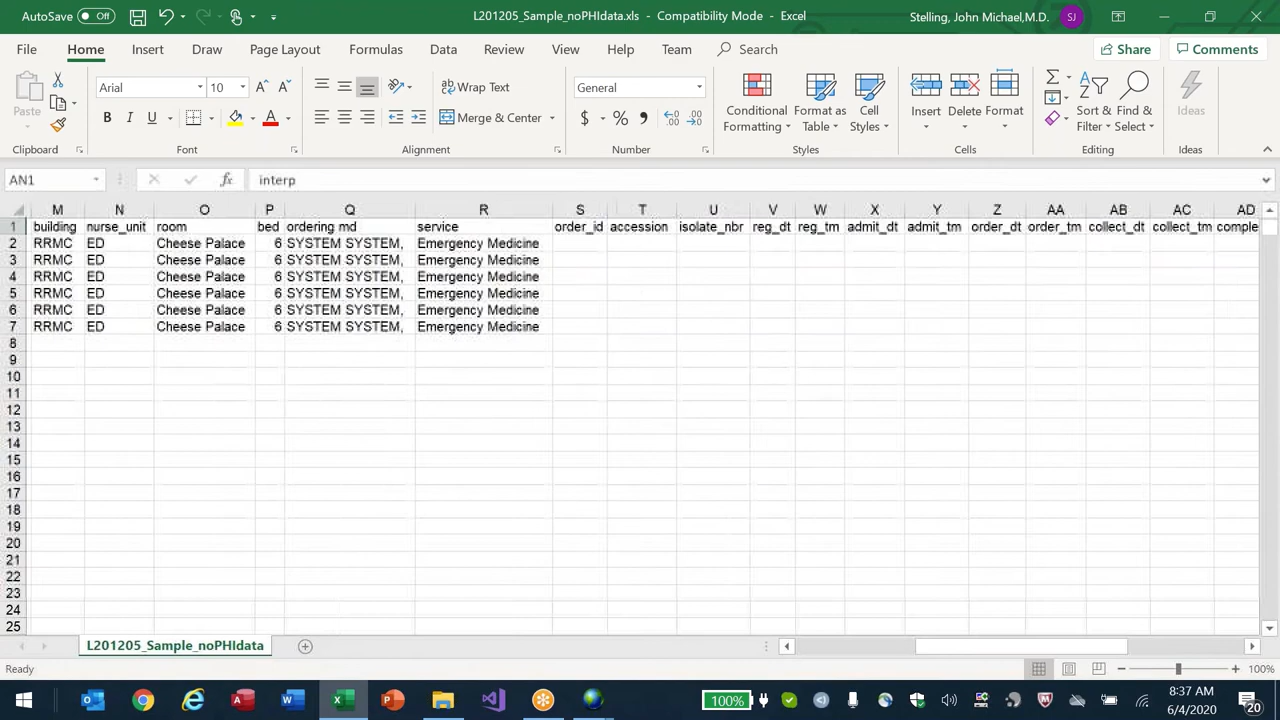 AutoSave Off L201205_Sample_noPHIdata.xls - Compatibility Mode - Excel Stelling, John Michael,M.D. SJ
File Home Insert Draw Page Layout Formulas Data Review View Help Team Search Share Comments
Paste Arial 10 Wrap Text General Conditional Formatting Format as Table Cell Styles Insert Delete Format Sort & Filter Find & Select Ideas
B I U A Merge & Center $ % 9
Clipboard Font Alignment Number Styles Cells Editing Ideas
AN1 fx interp
M N O P Q R S T U V W X Y Z AA AB AC AD
1 building nurse_unit room bed ordering md service order_id accession isolate_nbr reg_dt reg_tm admit_dt admit_tm order_dt order_tm collect_dt collect_tm comple
2 RRMC ED Cheese Palace 6 SYSTEM SYSTEM, Emergency Medicine
3 RRMC ED Cheese Palace 6 SYSTEM SYSTEM, Emergency Medicine
4 RRMC ED Cheese Palace 6 SYSTEM SYSTEM, Emergency Medicine
5 RRMC ED Cheese Palace 6 SYSTEM SYSTEM, Emergency Medicine
6 RRMC ED Cheese Palace 6 SYSTEM SYSTEM, Emergency Medicine
7 RRMC ED Cheese Palace 6 SYSTEM SYSTEM, Emergency Medicine
8
9
10
11
12
13
14
15
16
17
18
19
20
21
22
23
24
25
L201205_Sample_noPHIdata
Ready 100%
100% 8:37 AM
6/4/2020 20